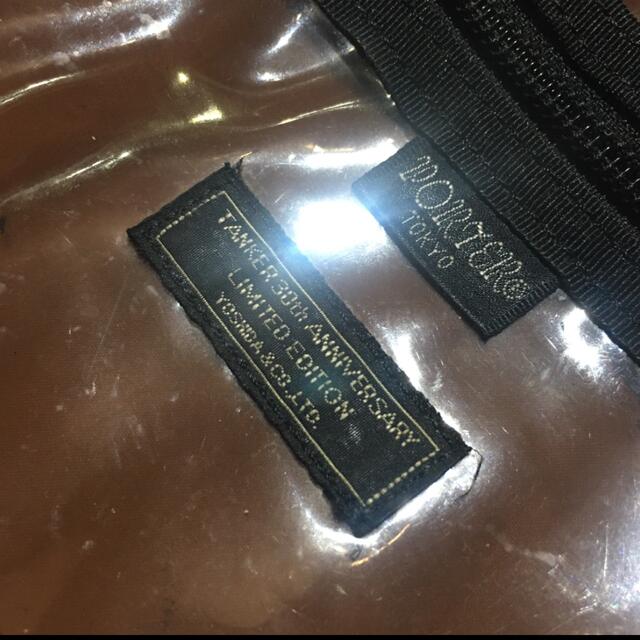 PORTER®
TOKYO
TANKER 30th ANNIVERSARY
LIMITED EDITION
YOSHIDA.&CO.,LTD.